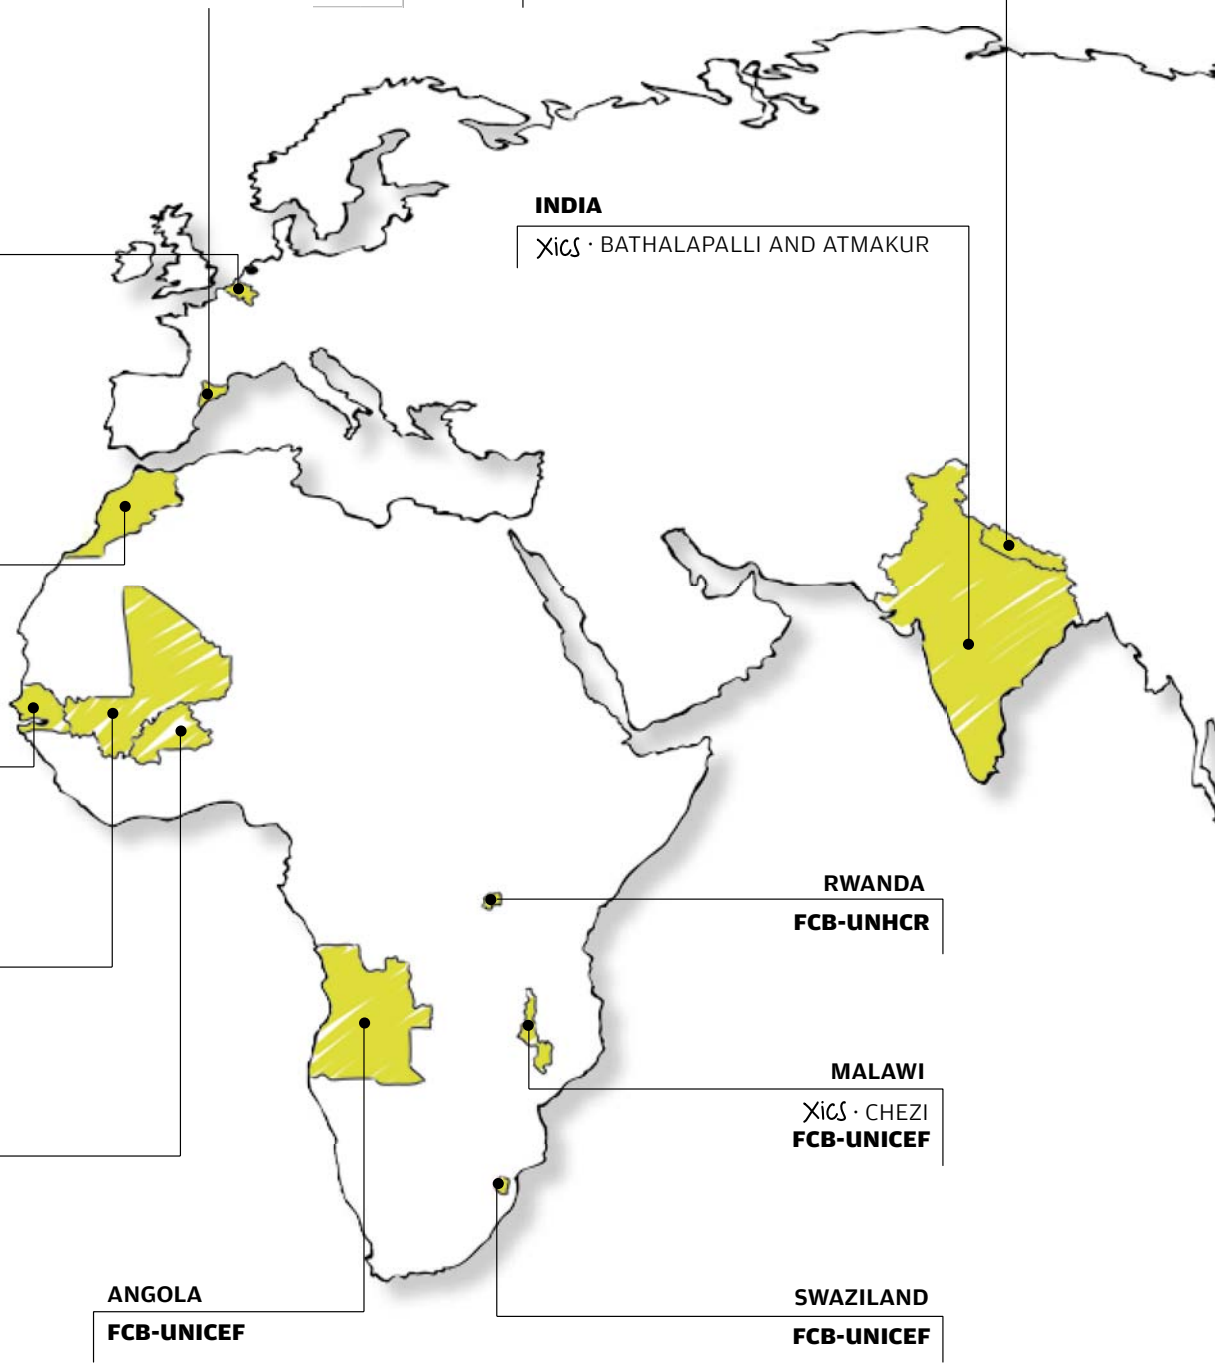 INDIA
xics · BATHALAPALLI AND ATMAKUR
RWANDA
FCB-UNHCR
MALAWI
xics · CHEZI
FCB-UNICEF
ANGOLA
FCB-UNICEF
SWAZILAND
FCB-UNICEF